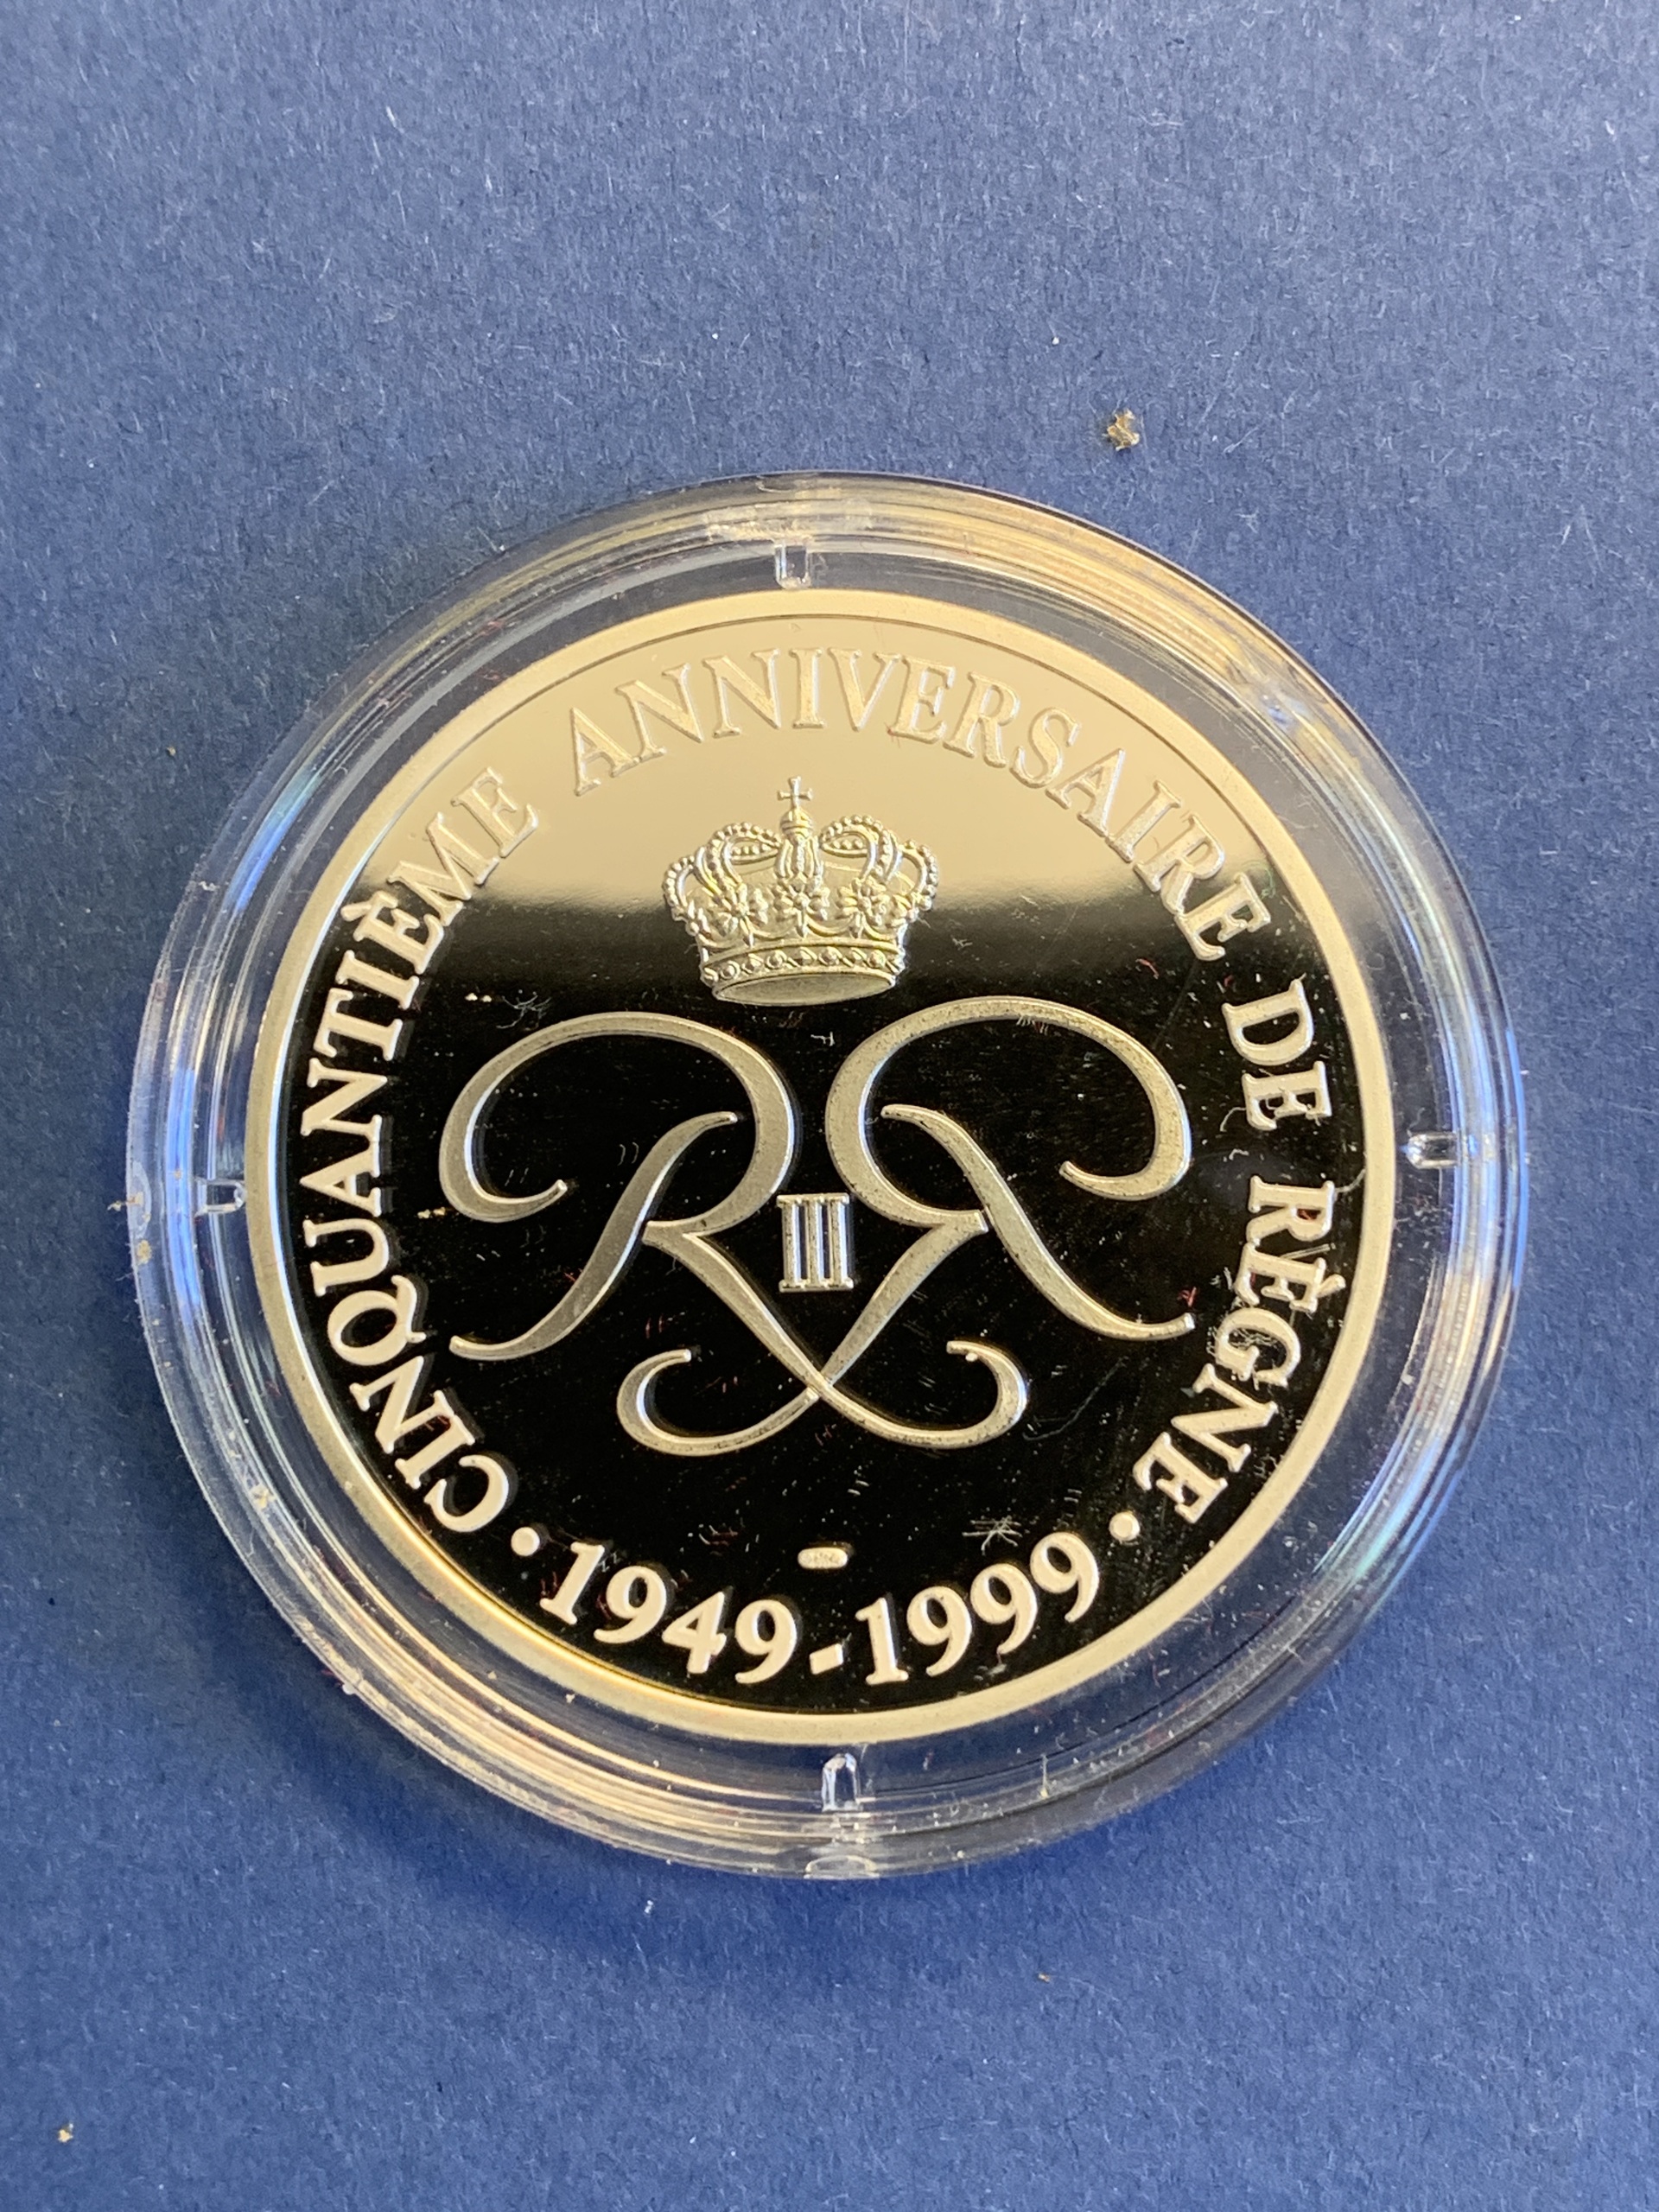 CINQUANTIÈME ANNIVERSAIRE DE RÈGNE
R III R
• 1949-1999 •